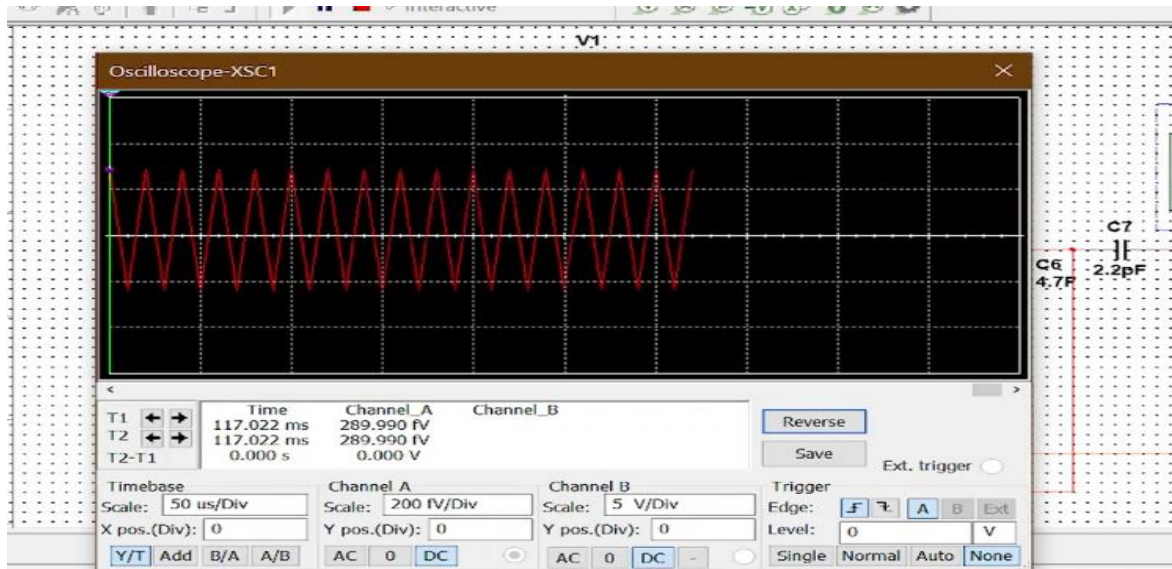 Interactive
V1
Oscilloscope-XSC1
C7
2.2pF
C6
4.7F
T1
T2
T2-T1
Time Channel_A Channel_B
117.022 ms 289.990 fV
117.022 ms 289.990 fV
0.000 s 0.000 V
Reverse
Save
Ext. trigger
Timebase
Scale: 50 us/Div
X pos.(Div): 0
Y/T Add B/A A/B
Channel A
Scale: 200 fV/Div
Y pos.(Div): 0
AC 0 DC
Channel B
Scale: 5 V/Div
Y pos.(Div): 0
AC 0 DC -
Trigger
Edge: A B Ext
Level: 0 V
Single Normal Auto None